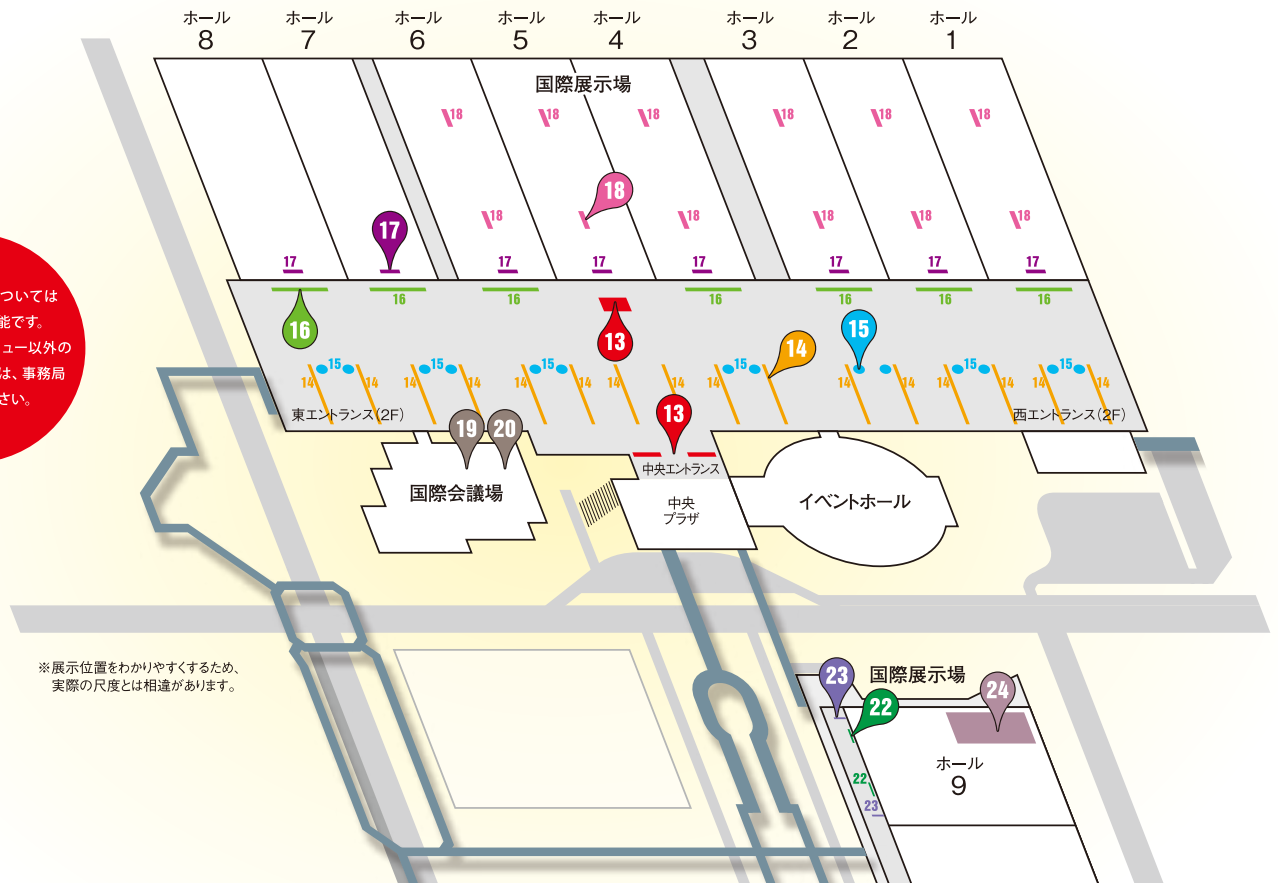 ホール
8
ホール
7
ホール
6
ホール
5
ホール
4
ホール
3
ホール
2
ホール
1
国際展示場
18
18
18
18
18
18
18
18
18
18
18
18
17
17
17
17
17
17
17
17
16
16
16
16
16
16
16
13
15
14
15
15
15
15
15
15
14
14
14
14
14
14
14
14
14
14
14
14
14
14
ついては
能です。
ュー以外の
は、事務局
さい。
東エントランス(2F)
西エントランス(2F)
19
20
13
中央エントランス
国際会議場
中央
プラザ
イベントホール
※展示位置をわかりやすくするため、
実際の尺度とは相違があります。
国際展示場
23
22
24
ホール
9
22
23